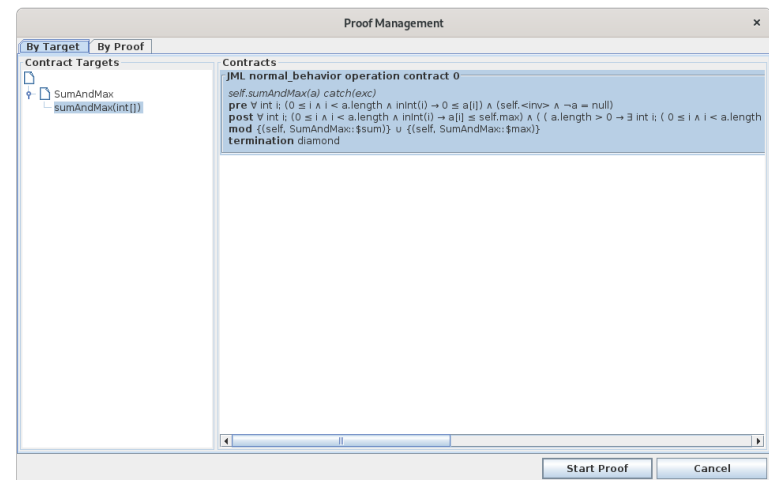 Proof Management
×
By Target
By Proof
Contract Targets
SumAndMax
sumAndMax(int[])
Contracts
JML normal_behavior operation contract 0
self.sumAndMax(a) catch(exc)
pre ∀ int i; (0 ≤ i ∧ i < a.length ∧ inInt(i) → 0 ≤ a[i]) ∧ (self.<inv> ∧ ¬a = null)
post ∀ int i; (0 ≤ i ∧ i < a.length ∧ inInt(i) → a[i] ≤ self.max) ∧ ( ( a.length > 0 → ∃ int i; ( 0 ≤ i ∧ i < a.length
mod {(self, SumAndMax::$sum)} ∪ {(self, SumAndMax::$max)}
termination diamond
Start Proof
Cancel